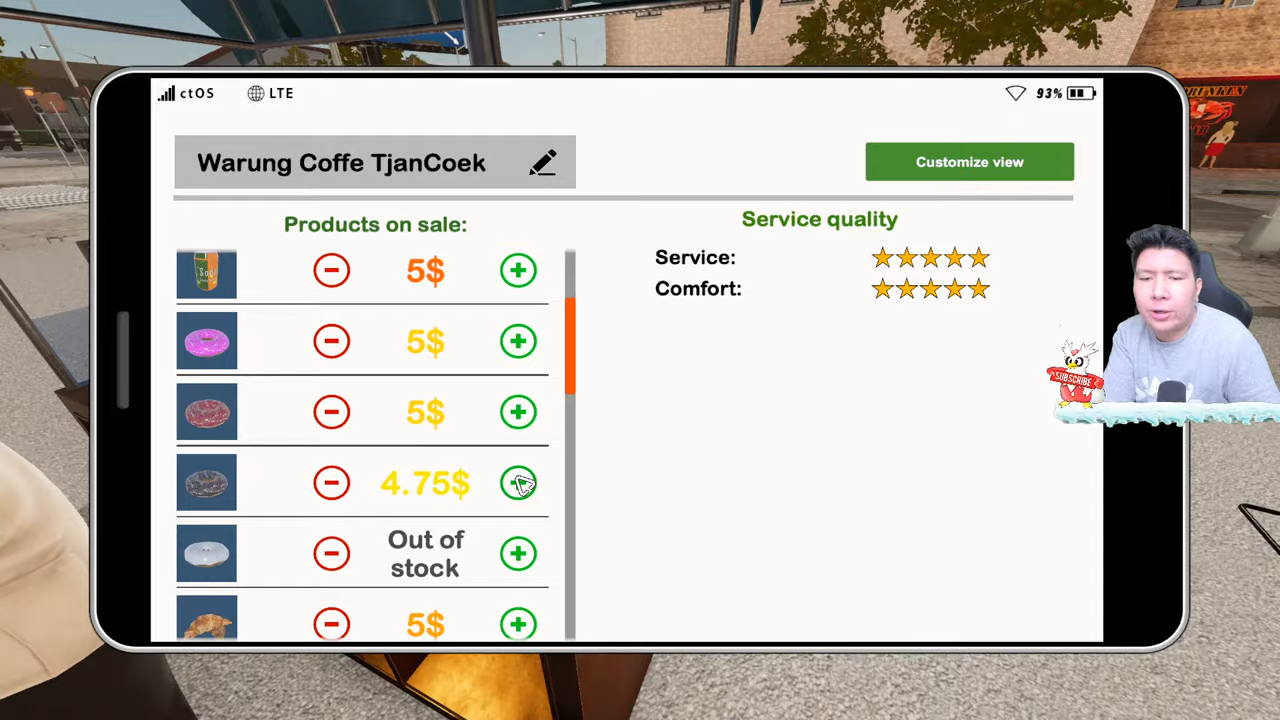 ctOS LTE 93%
Warung Coffe TjanCoek
Customize view
Products on sale:
Service quality
Service:
Comfort:
5$
5$
5$
4.75$
Out of
stock
5$
SUBSCRIBE